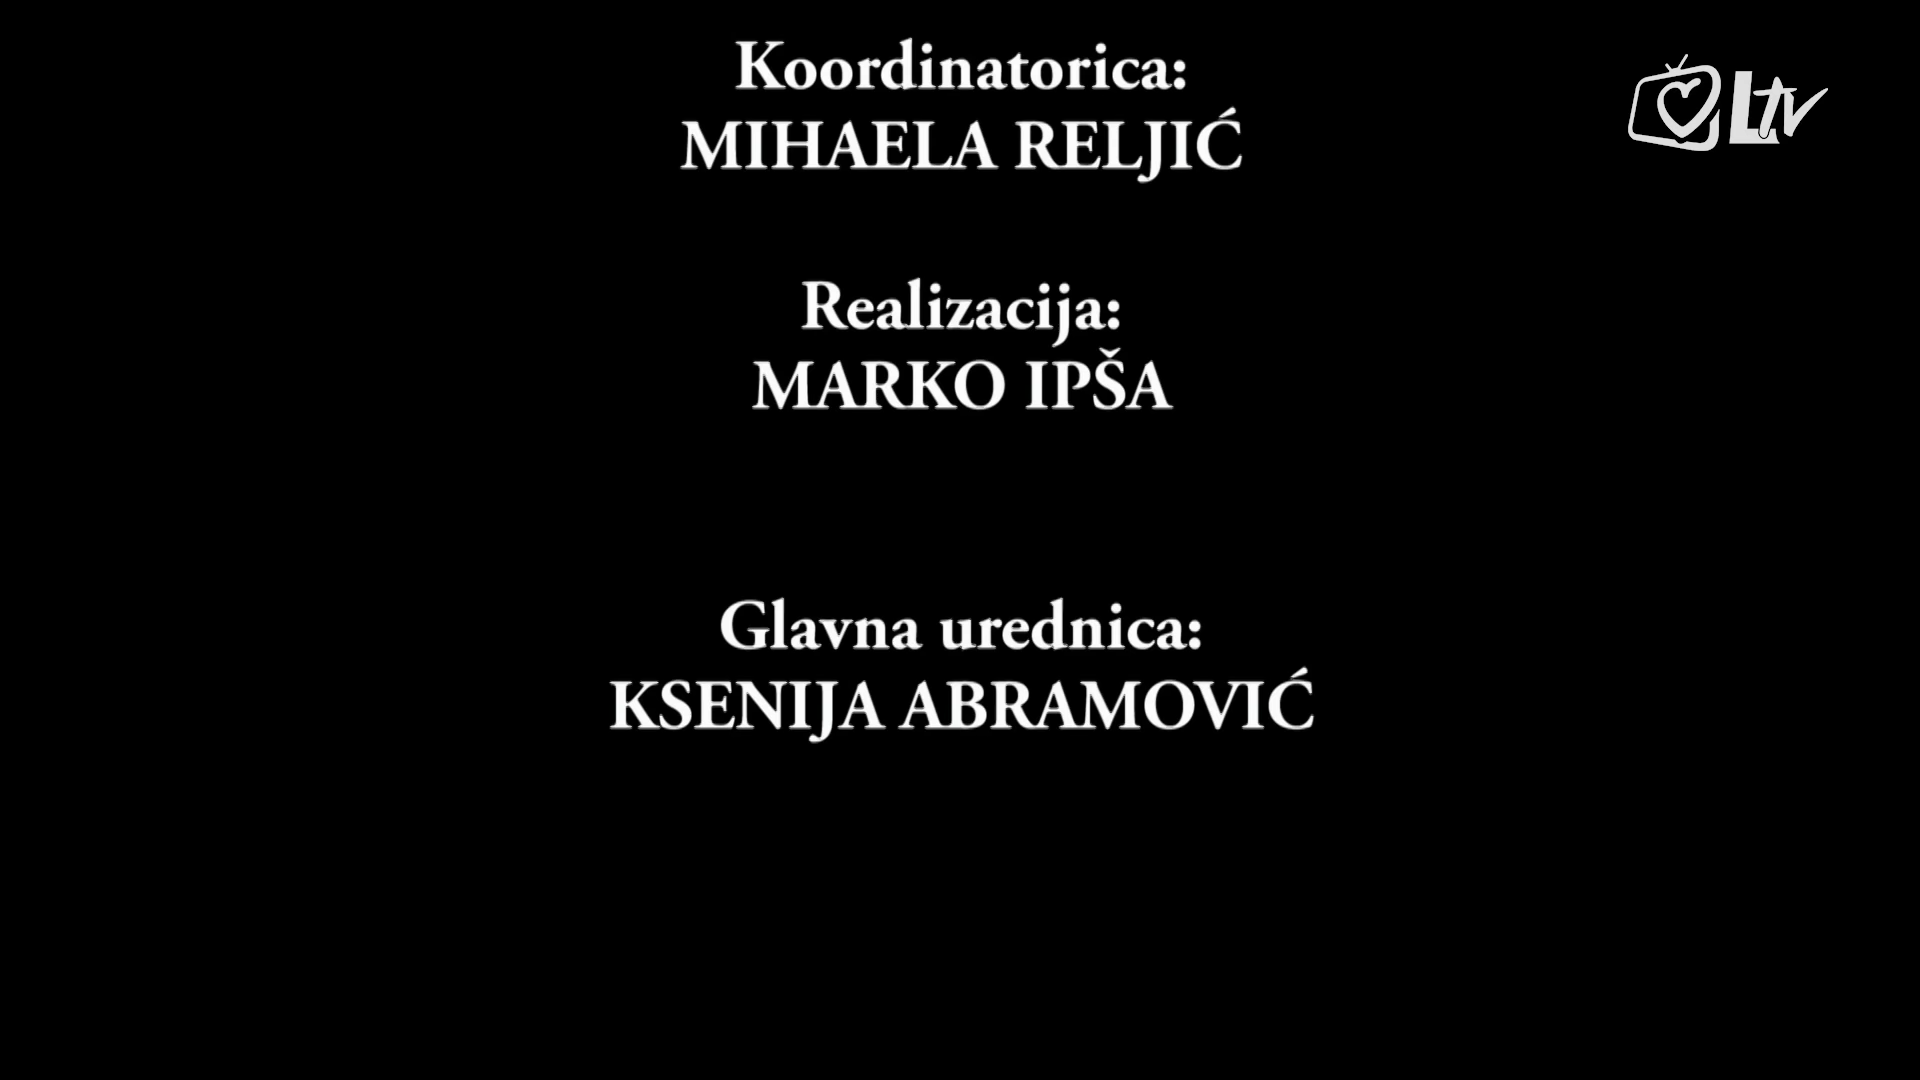 Koordinatorica:
MIHAELA RELJIĆ
Ltv
Realizacija:
MARKO IPŠA
Glavna urednica:
KSENIJA ABRAMOVIĆ